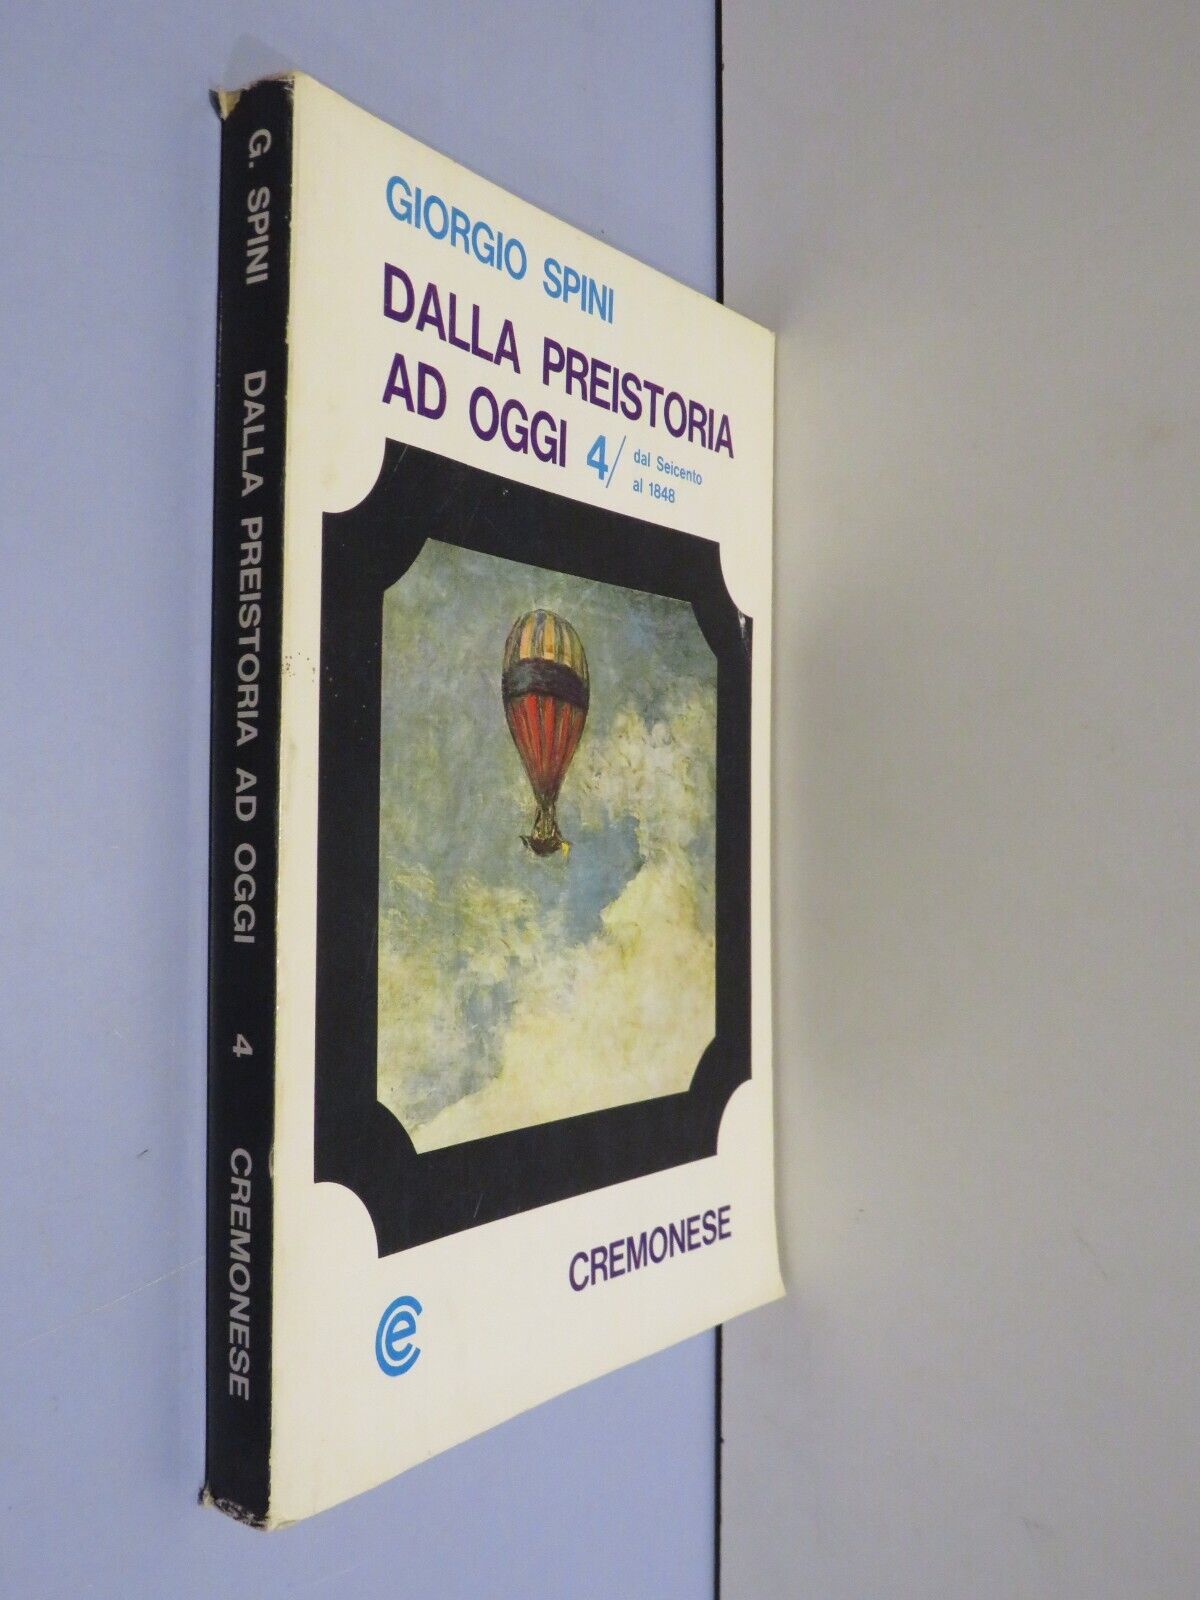 G. SPINI DALLA PREISTORIA AD OGGI 4 CREMONESE
GIORGIO SPINI
DALLA PREISTORIA
AD OGGI 4/
dal Seicento
al 1848
CREMONESE
ce